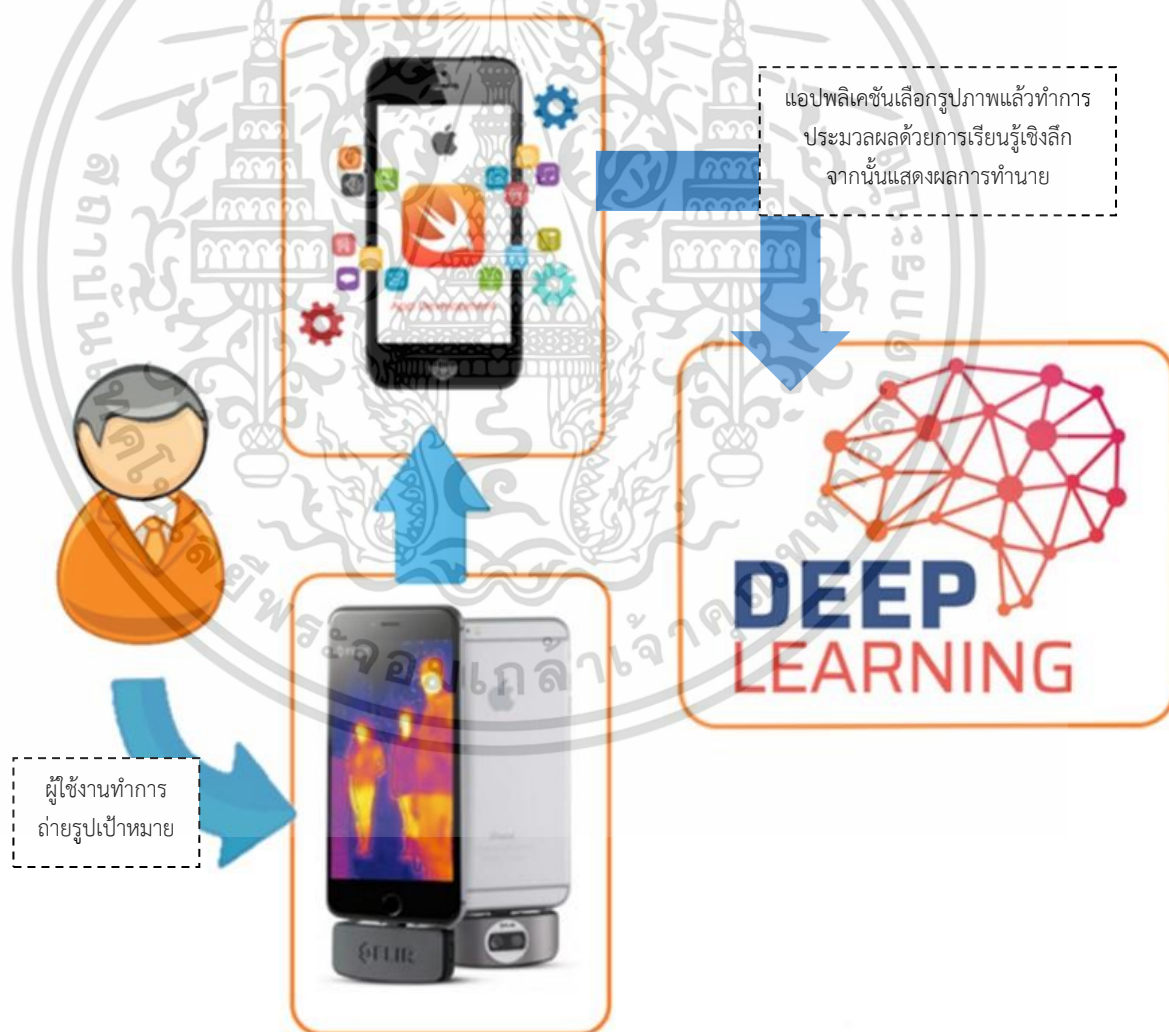 แอปพลิเคชันเลือกรูปภาพแล้วทำการ
ประมวลผลด้วยการเรียนรู้เชิงลึก
จากนั้นแสดงผลการทำนาย
App Development
DEEP
LEARNING
ผู้ใช้งานทำการ
ถ่ายรูปเป้าหมาย
FLIR
iPhone